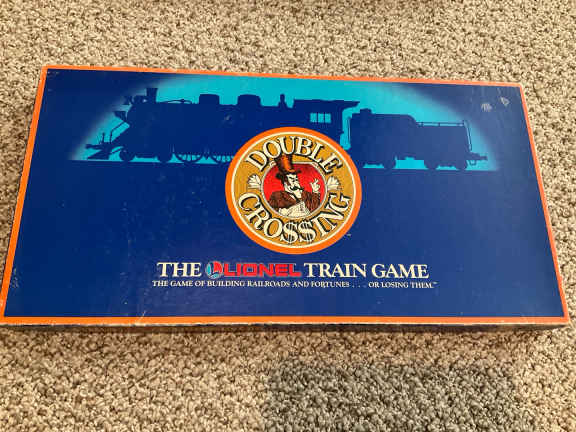 DOUBLE
CRO$$ING
THE LIONEL TRAIN GAME
THE GAME OF BUILDING RAILROADS AND FORTUNES . . . OR LOSING THEM.™